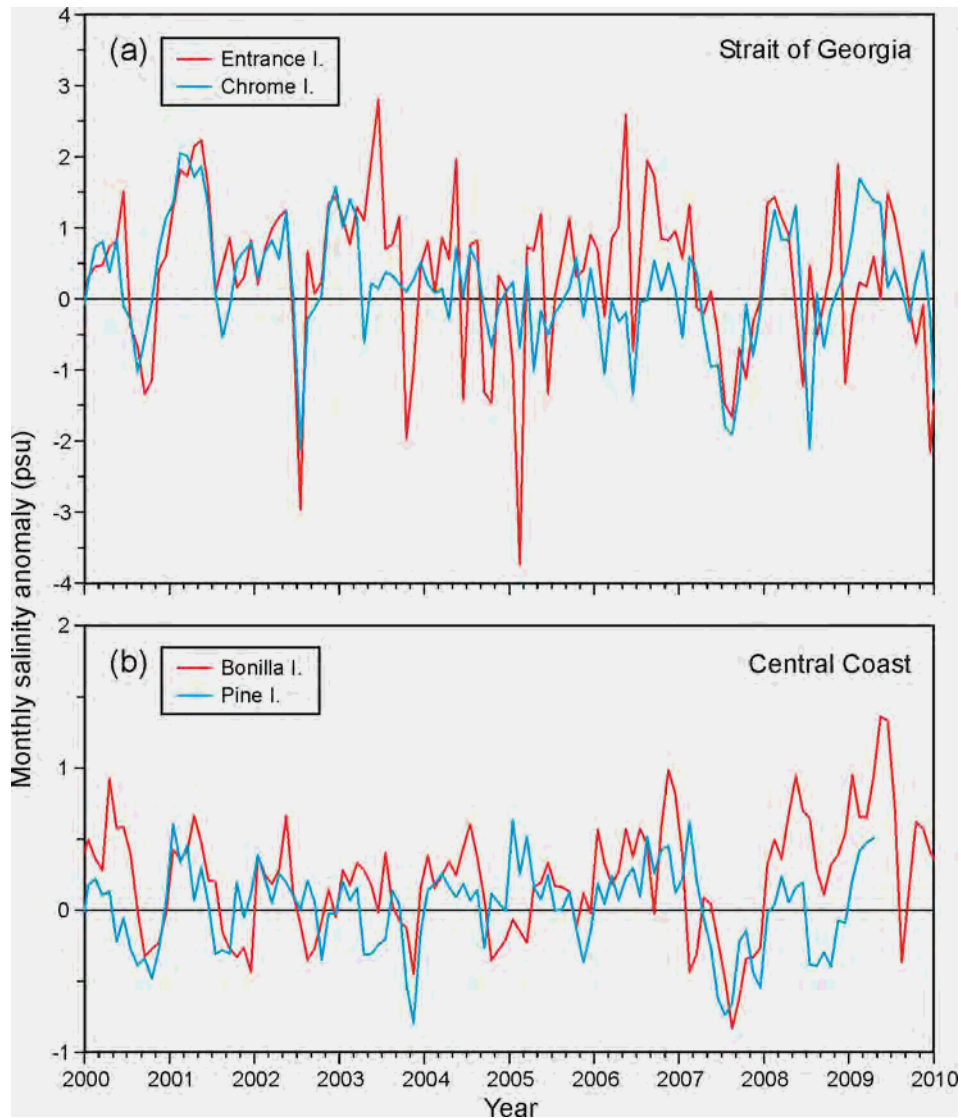 (a)
Strait of Georgia
Entrance I.
Chrome I.
4
3
2
1
0
-1
-2
-3
-4
Monthly salinity anomaly (psu)
(b)
Central Coast
Bonilla I.
Pine I.
2
1
0
-1
2000 2001 2002 2003 2004 2005 2006 2007 2008 2009 2010
Year